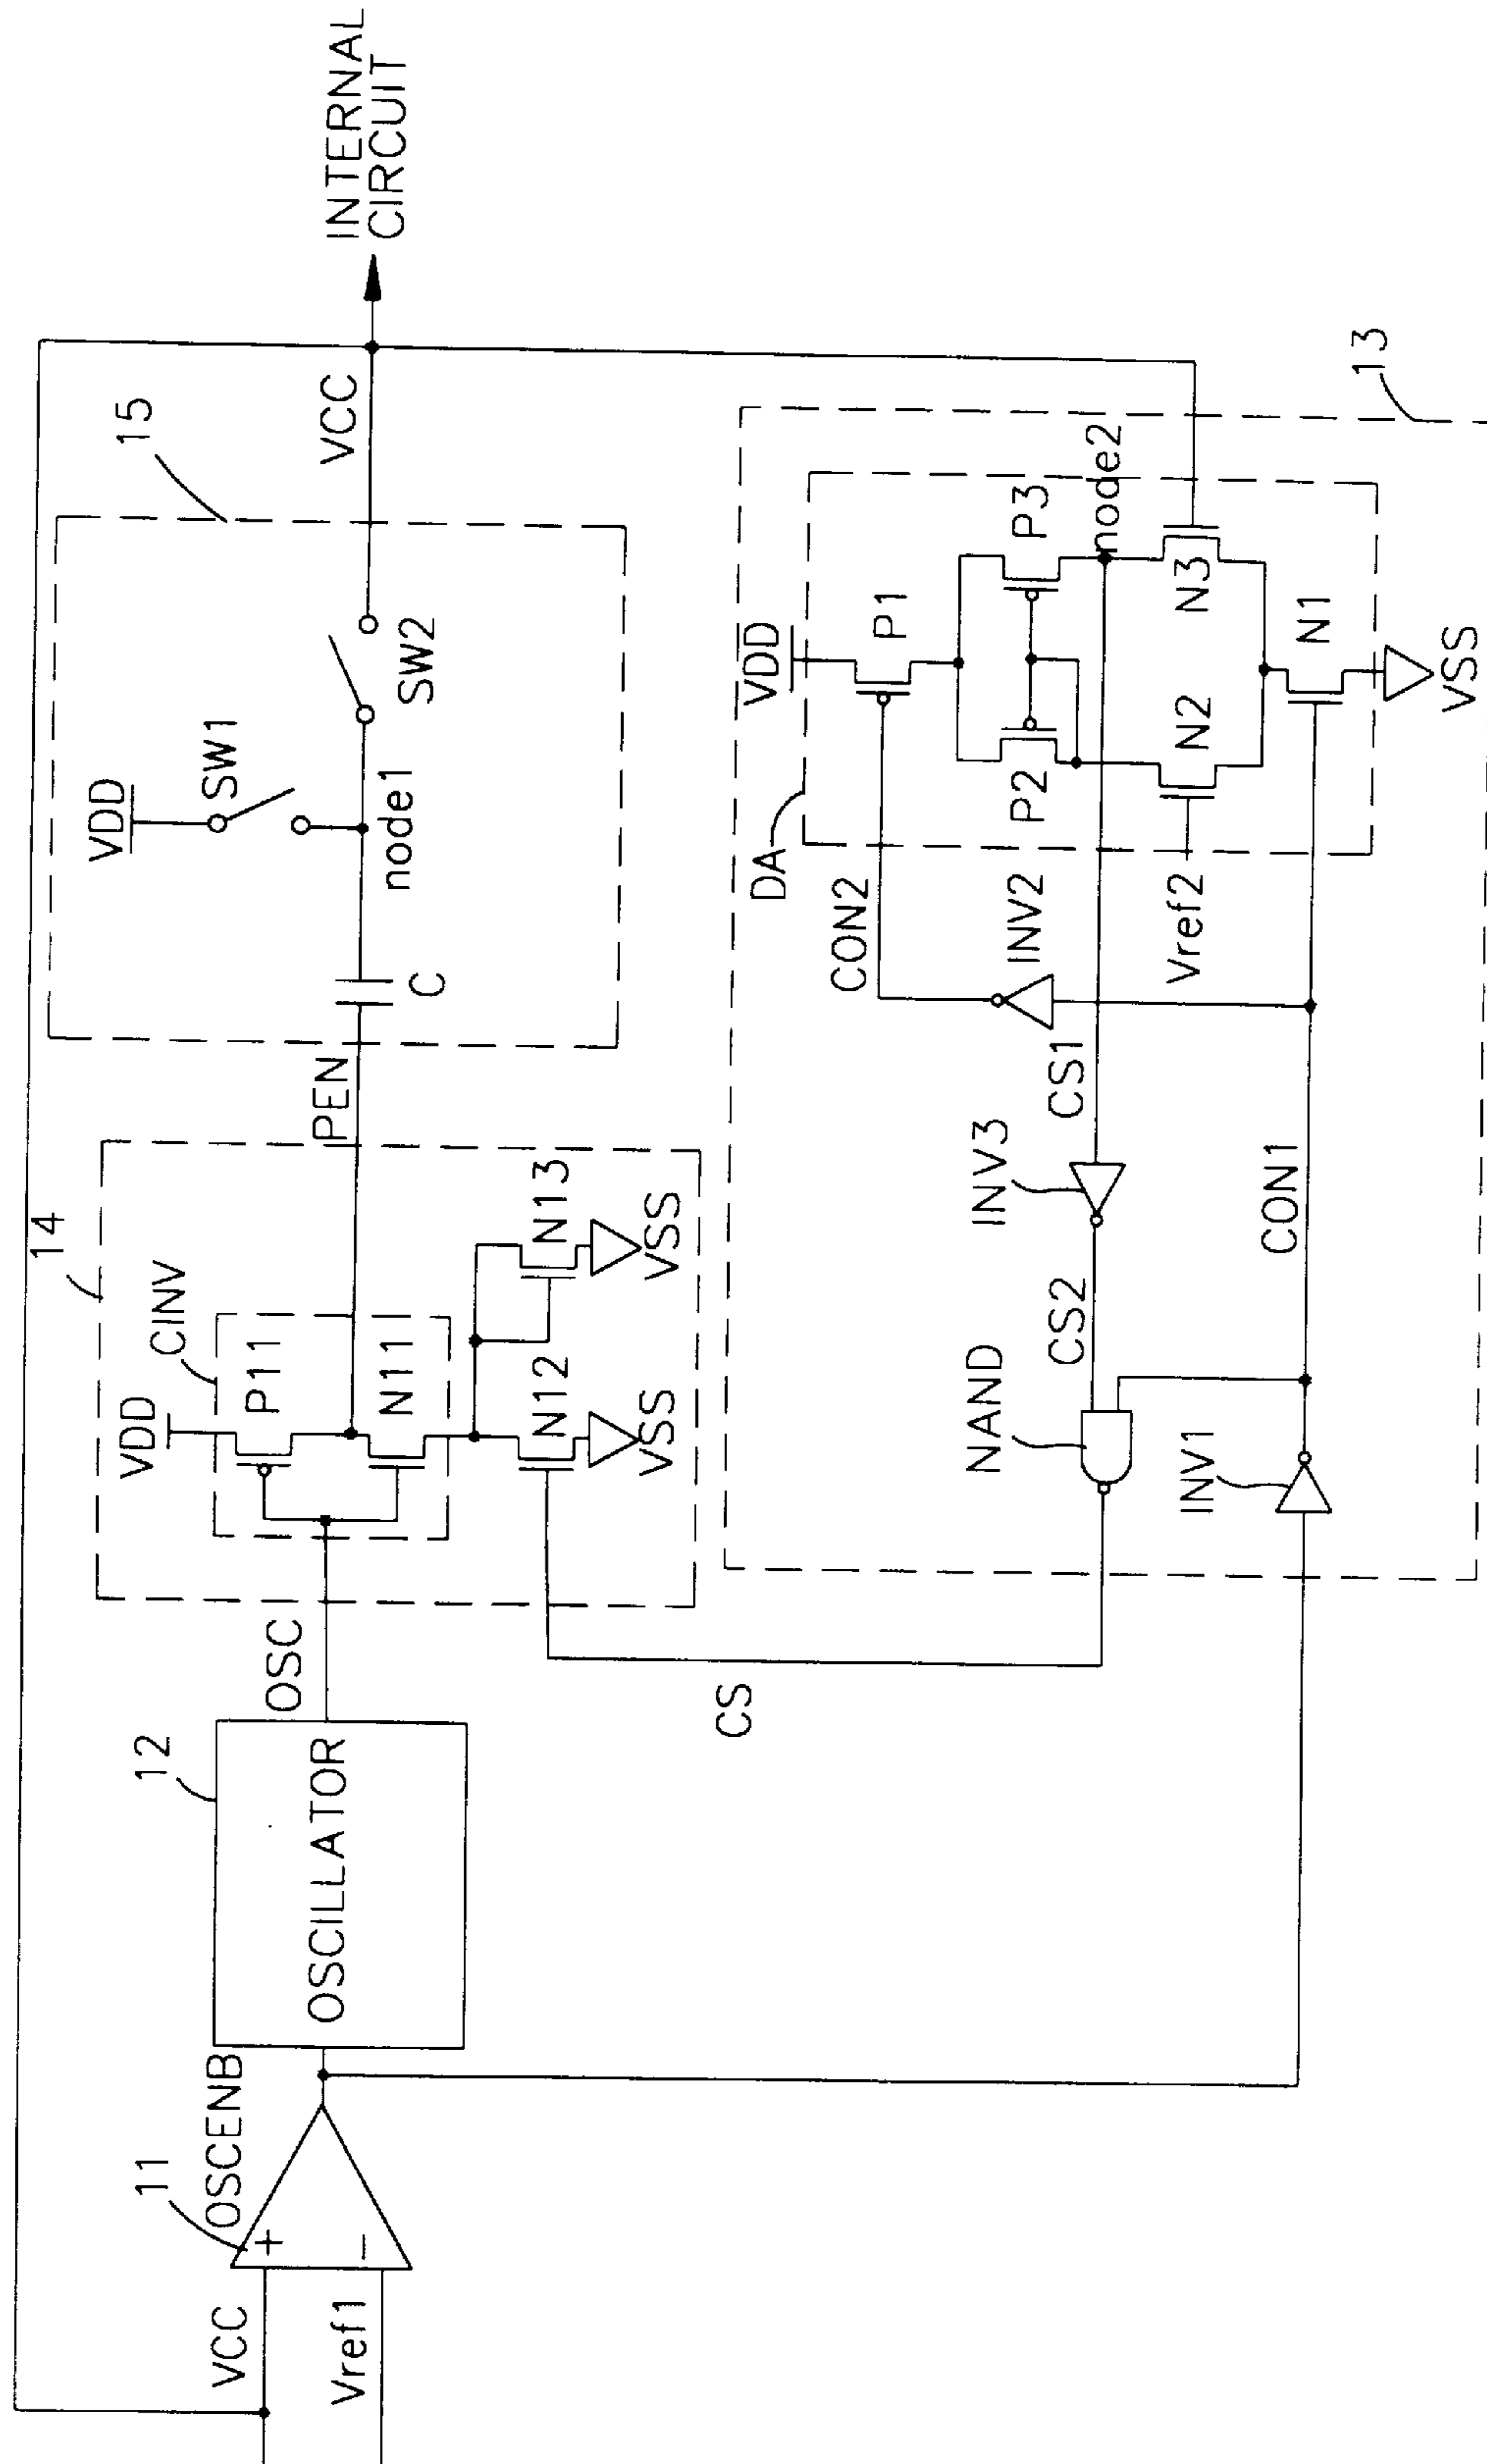 VCC
Vref1
+
−
11
OSCENB
12
OSCILLATOR
OSC
14
CINV
VDD
P11
N11
N12
VSS
N13
VSS
PEN
15
C
node1
VDD
SW1
SW2
VCC
INTERNAL
CIRCUIT
CS
NAND
INV1
CS2
INV3
CS1
CON1
CON2
INV2
Vref2
DA
VDD
P1
P2
P3
node2
N2
N3
N1
VSS
13